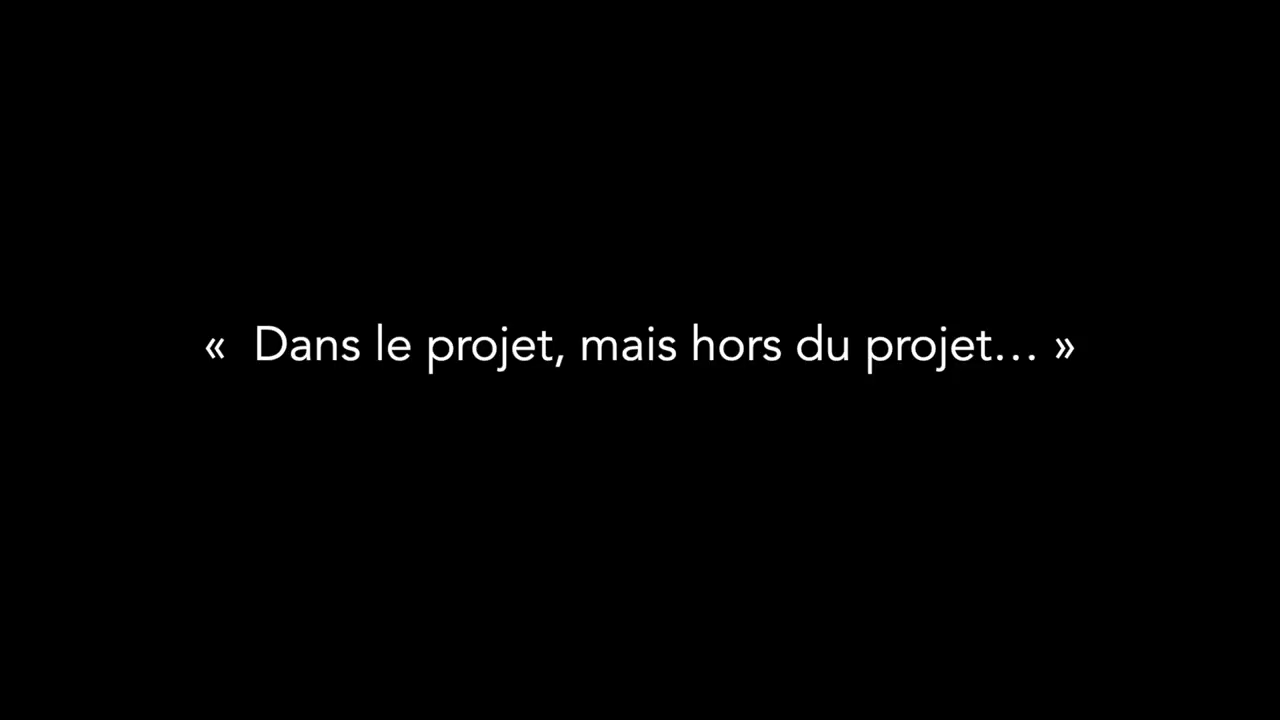 «  Dans le projet, mais hors du projet… »